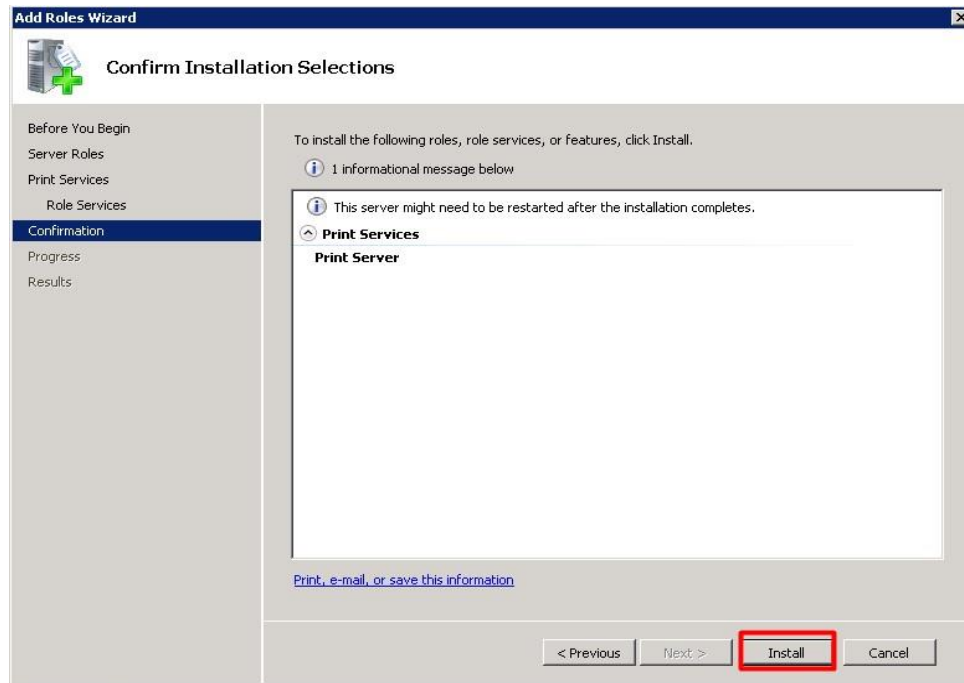 Add Roles Wizard
Confirm Installation Selections
Before You Begin
Server Roles
Print Services
Role Services
Confirmation
Progress
Results
To install the following roles, role services, or features, click Install.
1 informational message below
This server might need to be restarted after the installation completes.
Print Services
Print Server
Print, e-mail, or save this information
< Previous
Next >
Install
Cancel